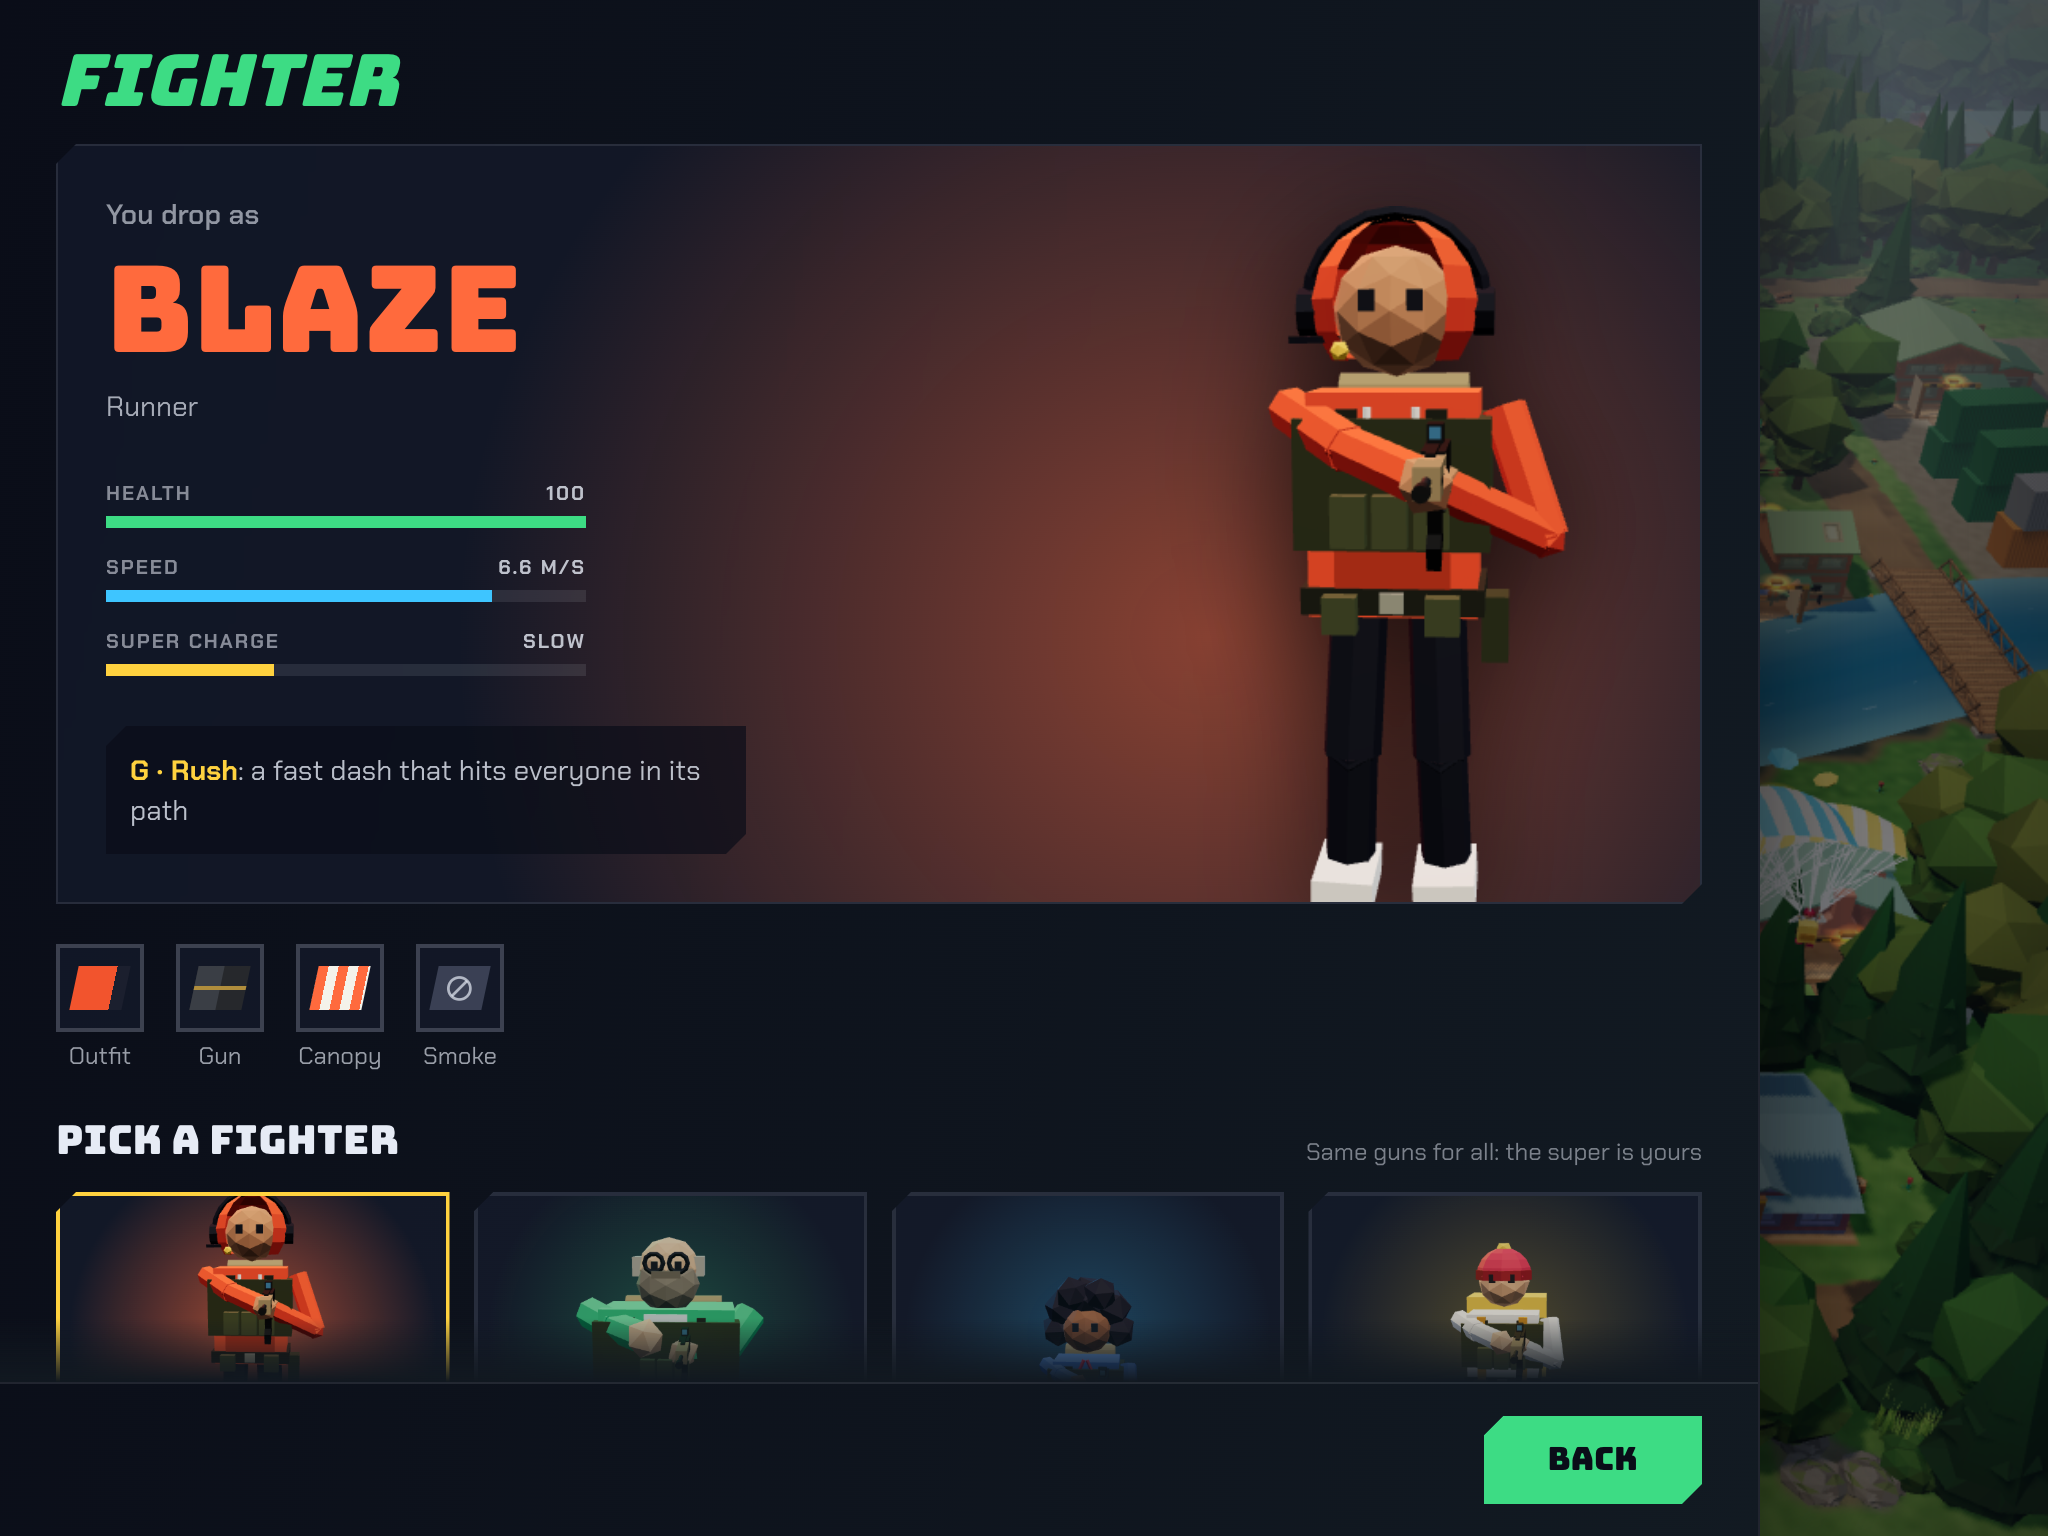 FIGHTER
You drop as
BLAZE
Runner
HEALTH 100
SPEED 6.6 M/S
SUPER CHARGE SLOW
G · Rush: a fast dash that hits everyone in its
path
Outfit Gun Canopy Smoke
PICK A FIGHTER
Same guns for all: the super is yours
BACK